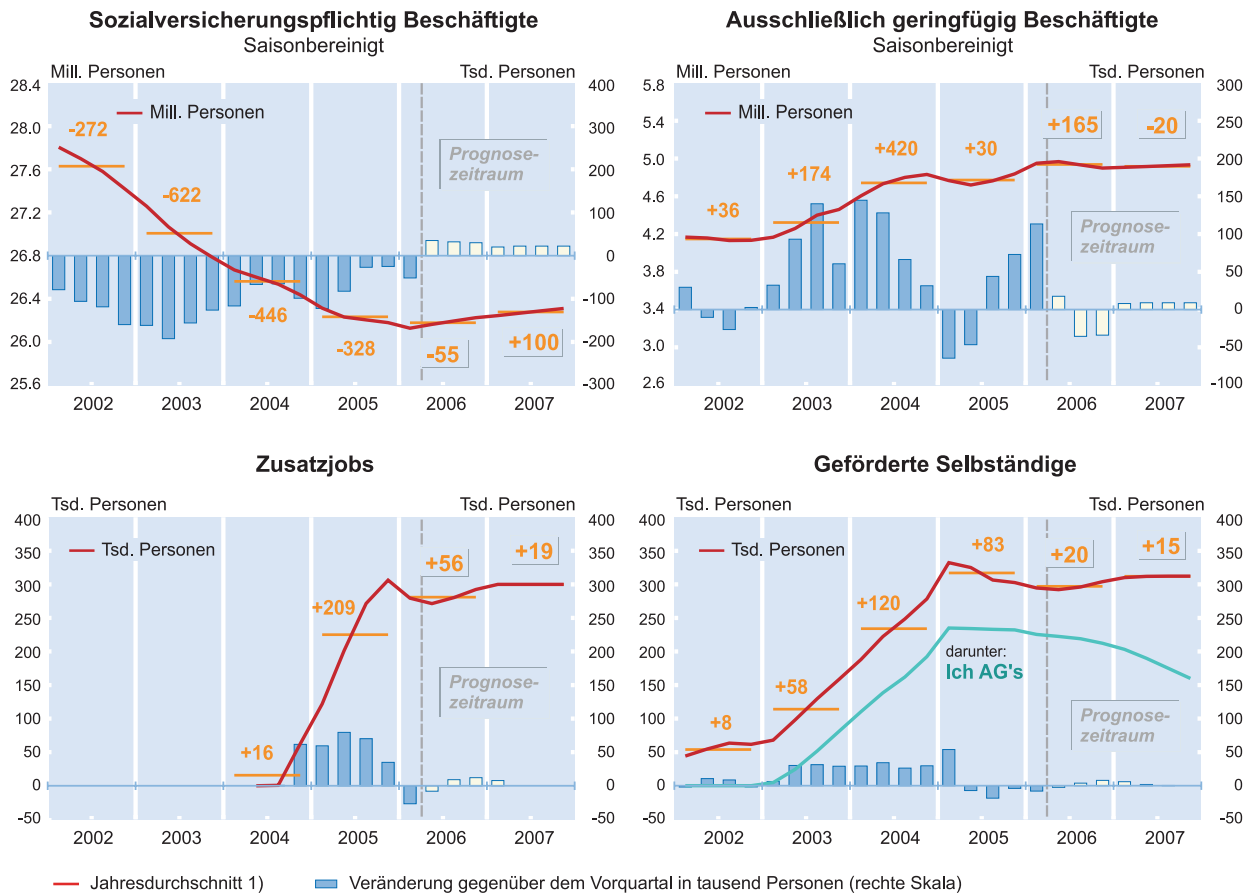 Sozialversicherungspflichtig Beschäftigte
Saisonbereinigt
Mill. Personen
Tsd. Personen
28.4
28.0
27.6
27.2
26.8
26.4
26.0
25.6
400
300
200
100
0
-100
-200
-300
Mill. Personen
-272
-622
-446
-328
-55
+100
Prognose-
zeitraum
2002 2003 2004 2005 2006 2007
Ausschließlich geringfügig Beschäftigte
Saisonbereinigt
Mill. Personen
Tsd. Personen
5.8
5.4
5.0
4.6
4.2
3.8
3.4
3.0
2.6
300
250
200
150
100
50
0
-50
-100
Mill. Personen
+36
+174
+420
+30
+165
-20
Prognose-
zeitraum
2002 2003 2004 2005 2006 2007
Zusatzjobs
Tsd. Personen
Tsd. Personen
400
350
300
250
200
150
100
50
0
-50
400
350
300
250
200
150
100
50
0
-50
Tsd. Personen
+16
+209
+56
+19
Prognose-
zeitraum
2002 2003 2004 2005 2006 2007
Geförderte Selbständige
Tsd. Personen
Tsd. Personen
400
350
300
250
200
150
100
50
0
-50
400
350
300
250
200
150
100
50
0
-50
Tsd. Personen
+8
+58
+120
+83
+20
+15
darunter:
Ich AG's
Prognose-
zeitraum
2002 2003 2004 2005 2006 2007
Jahresdurchschnitt 1)
Veränderung gegenüber dem Vorquartal in tausend Personen (rechte Skala)